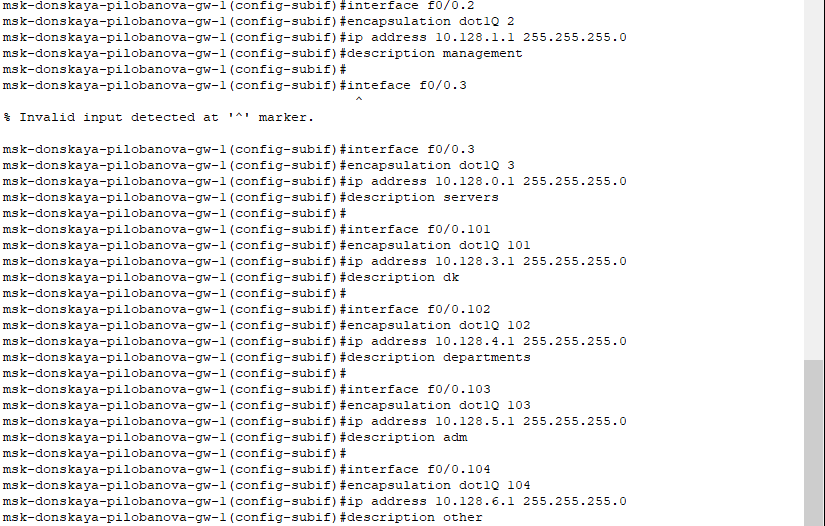 msk-donskaya-pilobanova-gw-1(config-subif)#interface f0/0.2
msk-donskaya-pilobanova-gw-1(config-subif)#encapsulation dot1Q 2
msk-donskaya-pilobanova-gw-1(config-subif)#ip address 10.128.1.1 255.255.255.0
msk-donskaya-pilobanova-gw-1(config-subif)#description management
msk-donskaya-pilobanova-gw-1(config-subif)#
msk-donskaya-pilobanova-gw-1(config-subif)#inteface f0/0.3
^
% Invalid input detected at '^' marker.
msk-donskaya-pilobanova-gw-1(config-subif)#interface f0/0.3
msk-donskaya-pilobanova-gw-1(config-subif)#encapsulation dot1Q 3
msk-donskaya-pilobanova-gw-1(config-subif)#ip address 10.128.0.1 255.255.255.0
msk-donskaya-pilobanova-gw-1(config-subif)#description servers
msk-donskaya-pilobanova-gw-1(config-subif)#
msk-donskaya-pilobanova-gw-1(config-subif)#interface f0/0.101
msk-donskaya-pilobanova-gw-1(config-subif)#encapsulation dot1Q 101
msk-donskaya-pilobanova-gw-1(config-subif)#ip address 10.128.3.1 255.255.255.0
msk-donskaya-pilobanova-gw-1(config-subif)#description dk
msk-donskaya-pilobanova-gw-1(config-subif)#
msk-donskaya-pilobanova-gw-1(config-subif)#interface f0/0.102
msk-donskaya-pilobanova-gw-1(config-subif)#encapsulation dot1Q 102
msk-donskaya-pilobanova-gw-1(config-subif)#ip address 10.128.4.1 255.255.255.0
msk-donskaya-pilobanova-gw-1(config-subif)#description departments
msk-donskaya-pilobanova-gw-1(config-subif)#
msk-donskaya-pilobanova-gw-1(config-subif)#interface f0/0.103
msk-donskaya-pilobanova-gw-1(config-subif)#encapsulation dot1Q 103
msk-donskaya-pilobanova-gw-1(config-subif)#ip address 10.128.5.1 255.255.255.0
msk-donskaya-pilobanova-gw-1(config-subif)#description adm
msk-donskaya-pilobanova-gw-1(config-subif)#
msk-donskaya-pilobanova-gw-1(config-subif)#interface f0/0.104
msk-donskaya-pilobanova-gw-1(config-subif)#encapsulation dot1Q 104
msk-donskaya-pilobanova-gw-1(config-subif)#ip address 10.128.6.1 255.255.255.0
msk-donskaya-pilobanova-gw-1(config-subif)#description other